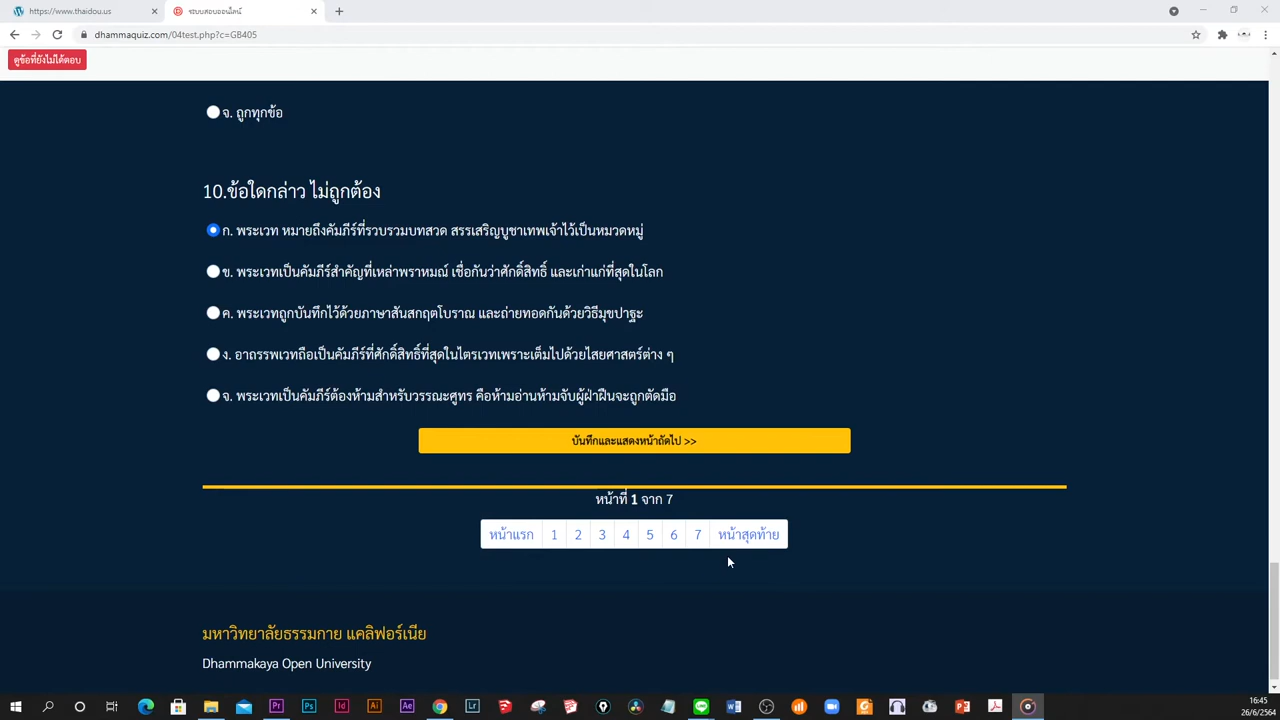 https://www.thaidou.us
ระบบสอบออนไลน์
dhammaquiz.com/04test.php?c=GB405
ดูข้อที่ยังไม่ได้ตอบ
จ. ถูกทุกข้อ
10.ข้อใดกล่าว ไม่ถูกต้อง
ก. พระเวท หมายถึงคัมภีร์ที่รวบรวมบทสวด สรรเสริญบูชาเทพเจ้าไว้เป็นหมวดหมู่
ข. พระเวทเป็นคัมภีร์สำคัญที่เหล่าพราหมณ์ เชื่อกันว่าศักดิ์สิทธิ์ และเก่าแก่ที่สุดในโลก
ค. พระเวทถูกบันทึกไว้ด้วยภาษาสันสกฤตโบราณ และถ่ายทอดกันด้วยวิธีมุขปาฐะ
ง. อาถรรพเวทถือเป็นคัมภีร์ที่ศักดิ์สิทธิ์ที่สุดในไตรเวทเพราะเต็มไปด้วยไสยศาสตร์ต่าง ๆ
จ. พระเวทเป็นคัมภีร์ต้องห้ามสำหรับวรรณะศูทร คือห้ามอ่านห้ามจับผู้ฝ่าฝืนจะถูกตัดมือ
บันทึกและแสดงหน้าถัดไป >>
หน้าที่ 1 จาก 7
หน้าแรก 1 2 3 4 5 6 7 หน้าสุดท้าย
มหาวิทยาลัยธรรมกาย แคลิฟอร์เนีย
Dhammakaya Open University
Pr Ps Id Ai Ae Lr
16:45
26/6/2564